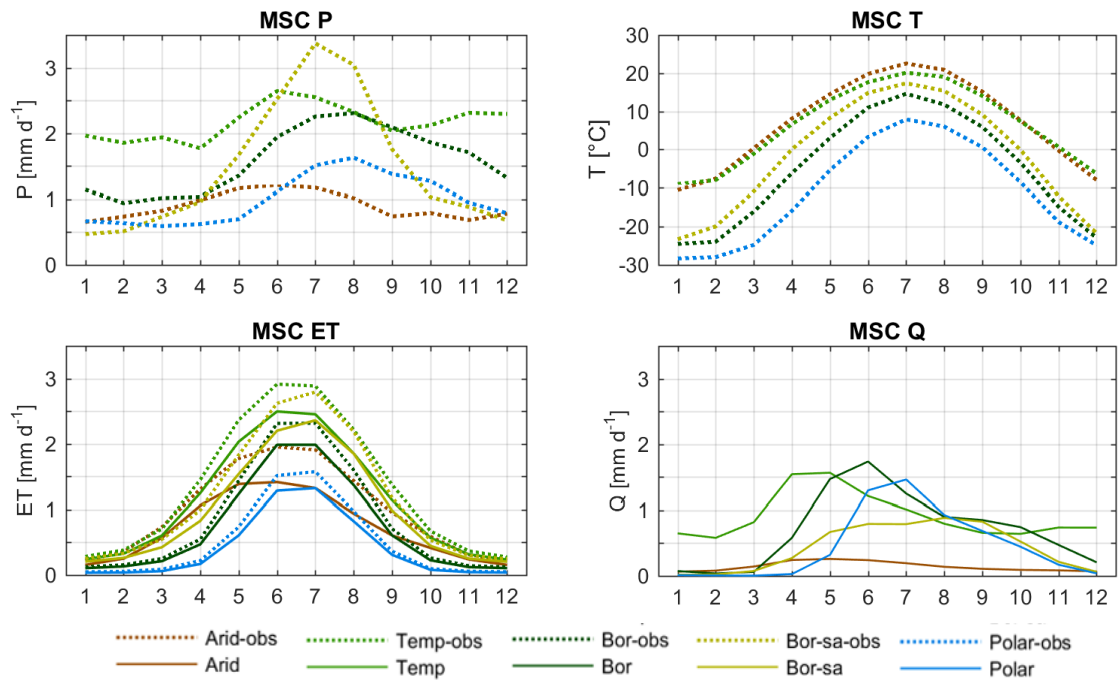 MSC P
P [mm d-1]
3
2
1
0
1 2 3 4 5 6 7 8 9 10 11 12
MSC T
T [°C]
30
20
10
0
-10
-20
-30
1 2 3 4 5 6 7 8 9 10 11 12
MSC ET
ET [mm d-1]
3
2
1
0
1 2 3 4 5 6 7 8 9 10 11 12
MSC Q
Q [mm d-1]
3
2
1
0
1 2 3 4 5 6 7 8 9 10 11 12
Arid-obs Temp-obs Bor-obs Bor-sa-obs Polar-obs
Arid Temp Bor Bor-sa Polar